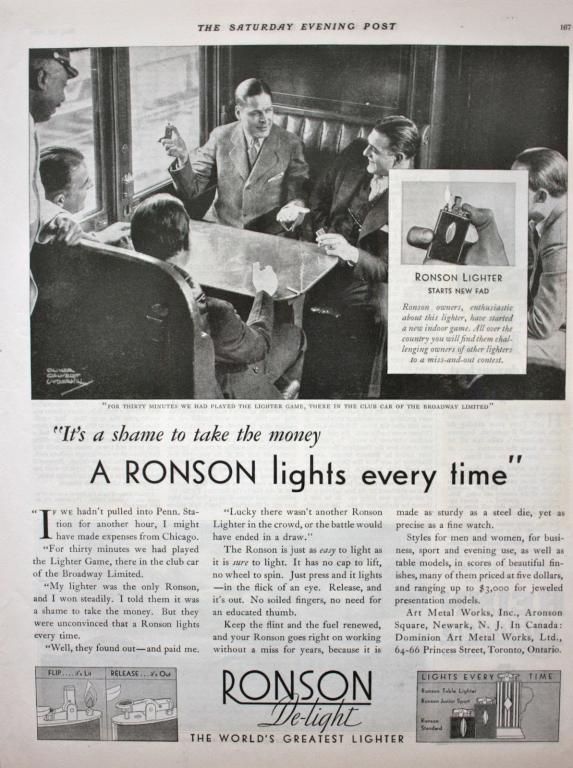 THE SATURDAY EVENING POST
167
RONSON LIGHTER
STARTS NEW FAD
Ronson owners, enthusiastic
about this lighter, have started
a new indoor game. All over the
country you will find them chal-
lenging owners of other lighters
to a miss-and-out contest.
"FOR THIRTY MINUTES WE HAD PLAYED THE LIGHTER GAME, THERE IN THE CLUB CAR OF THE BROADWAY LIMITED"
"It's a shame to take the money
A RONSON lights every time"
"IF WE hadn't pulled into Penn. Sta-
tion for another hour, I might
have made expenses from Chicago.
"For thirty minutes we had played
the Lighter Game, there in the club car
of the Broadway Limited.
"My lighter was the only Ronson,
and I won steadily. I told them it was
a shame to take the money. But they
were unconvinced that a Ronson lights
every time.
"Well, they found out—and paid me.
"Lucky there wasn't another Ronson
Lighter in the crowd, or the battle would
have ended in a draw."
The Ronson is just as easy to light as
it is sure to light. It has no cap to lift,
no wheel to spin. Just press and it lights
—in the flick of an eye. Release, and
it's out. No soiled fingers, no need for
an educated thumb.
Keep the flint and the fuel renewed,
and your Ronson goes right on working
without a miss for years, because it is
made as sturdy as a steel die, yet as
precise as a fine watch.
Styles for men and women, for busi-
ness, sport and evening use, as well as
table models, in scores of beautiful fin-
ishes, many of them priced at five dollars,
and ranging up to $3,000 for jeweled
presentation models.
Art Metal Works, Inc., Aronson
Square, Newark, N. J. In Canada:
Dominion Art Metal Works, Ltd.,
64-66 Princess Street, Toronto, Ontario.
FLIP....it's Lit
RELEASE...it's Out
RONSON
De-light
THE WORLD'S GREATEST LIGHTER
LIGHTS EVERY TIME
Ronson Table Lighter
Ronson Junior Sport
Ronson
Standard